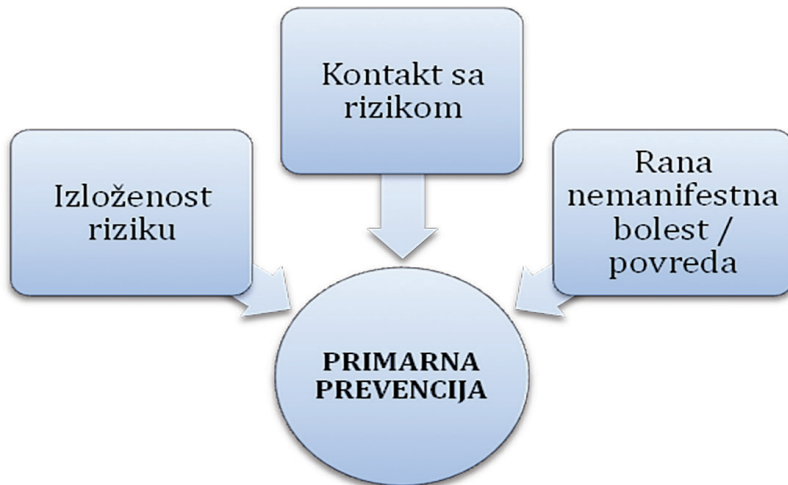 Kontakt sa
rizikom
Izloženost
riziku
Rana
nemanifestna
bolest /
povreda
PRIMARNA
PREVENCIJA